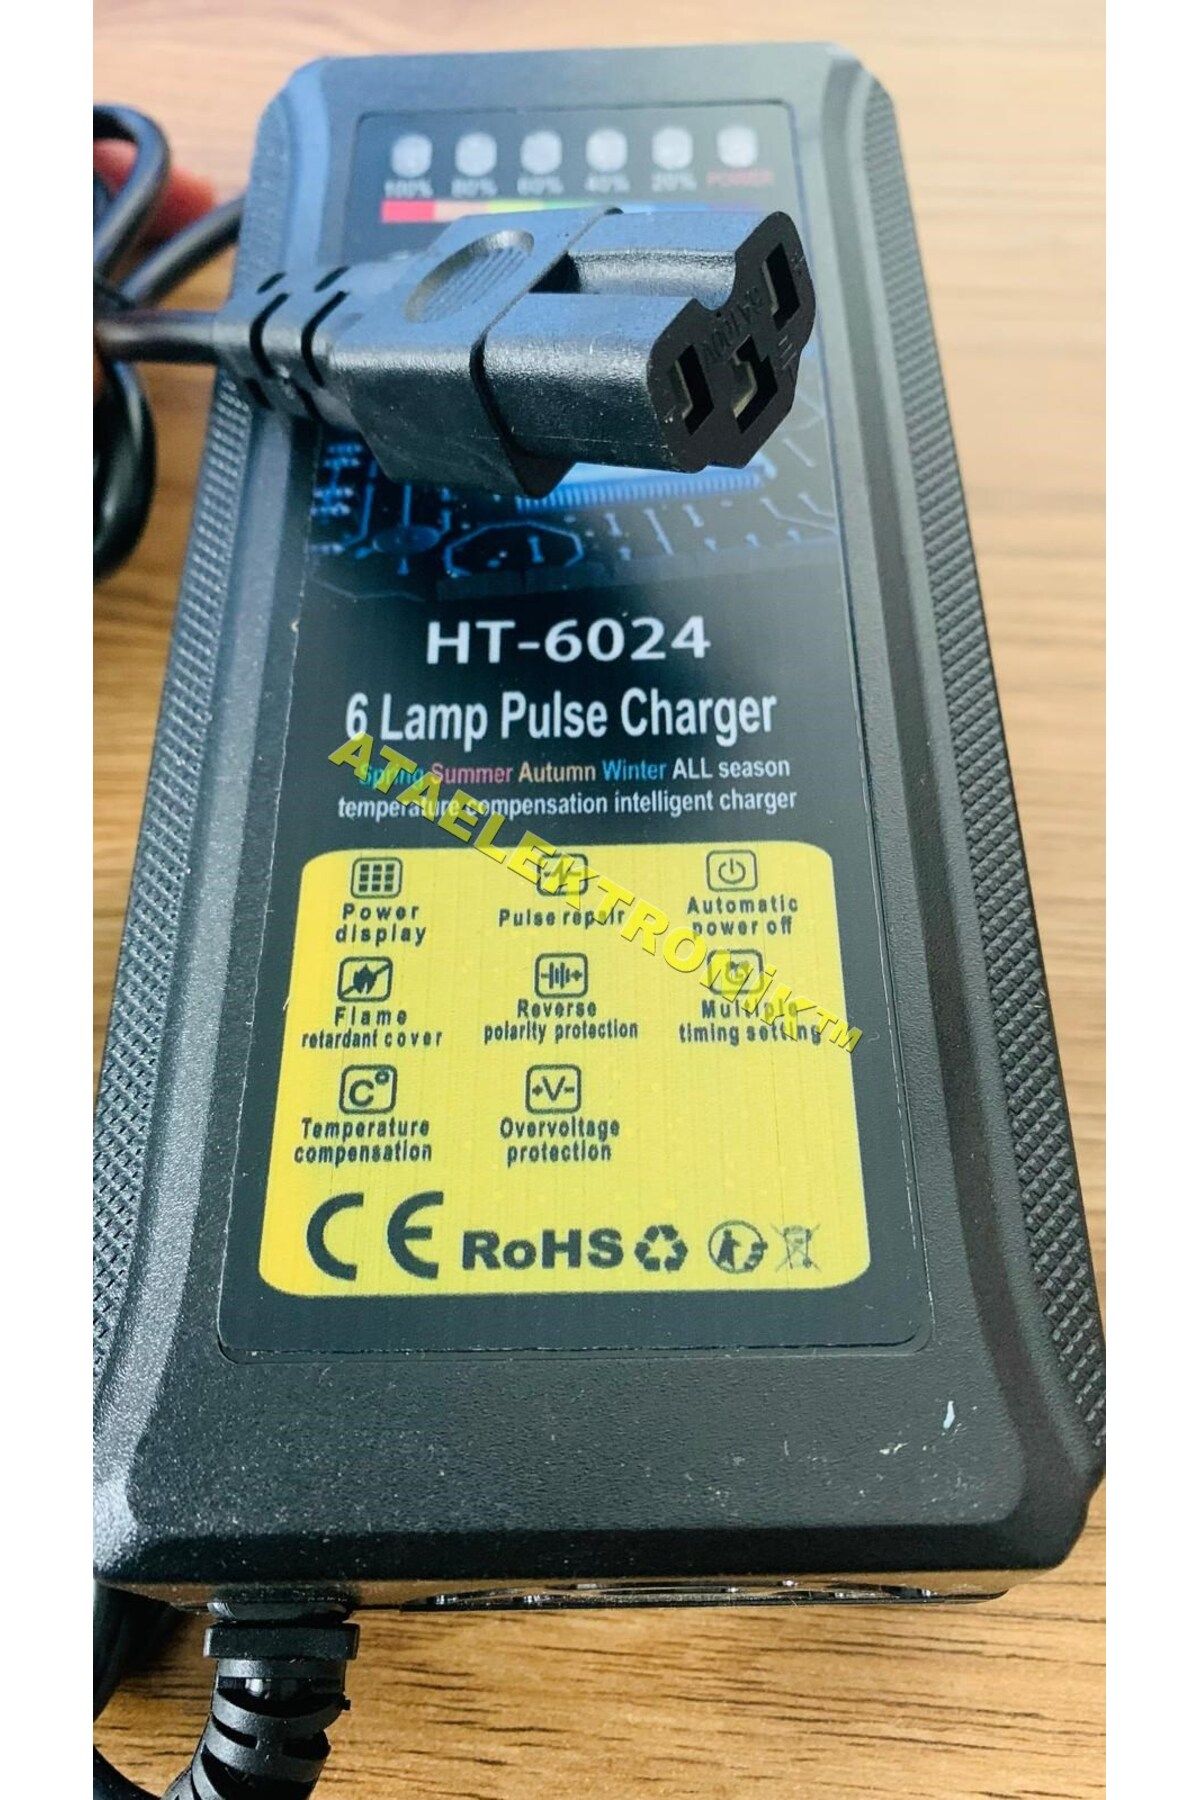 100% 80% 60% 40% 20% POWER
HT-6024
6 Lamp Pulse Charger
Spring Summer Autumn Winter ALL season
temperature compensation intelligent charger
ATAELEKTROMİK™
Power
display
Pulse repair
Automatic
power off
Flame
retardant cover
Reverse
polarity protection
Multiple
timing setting
C°
Temperature
compensation
+V-
Overvoltage
protection
CE RoHS